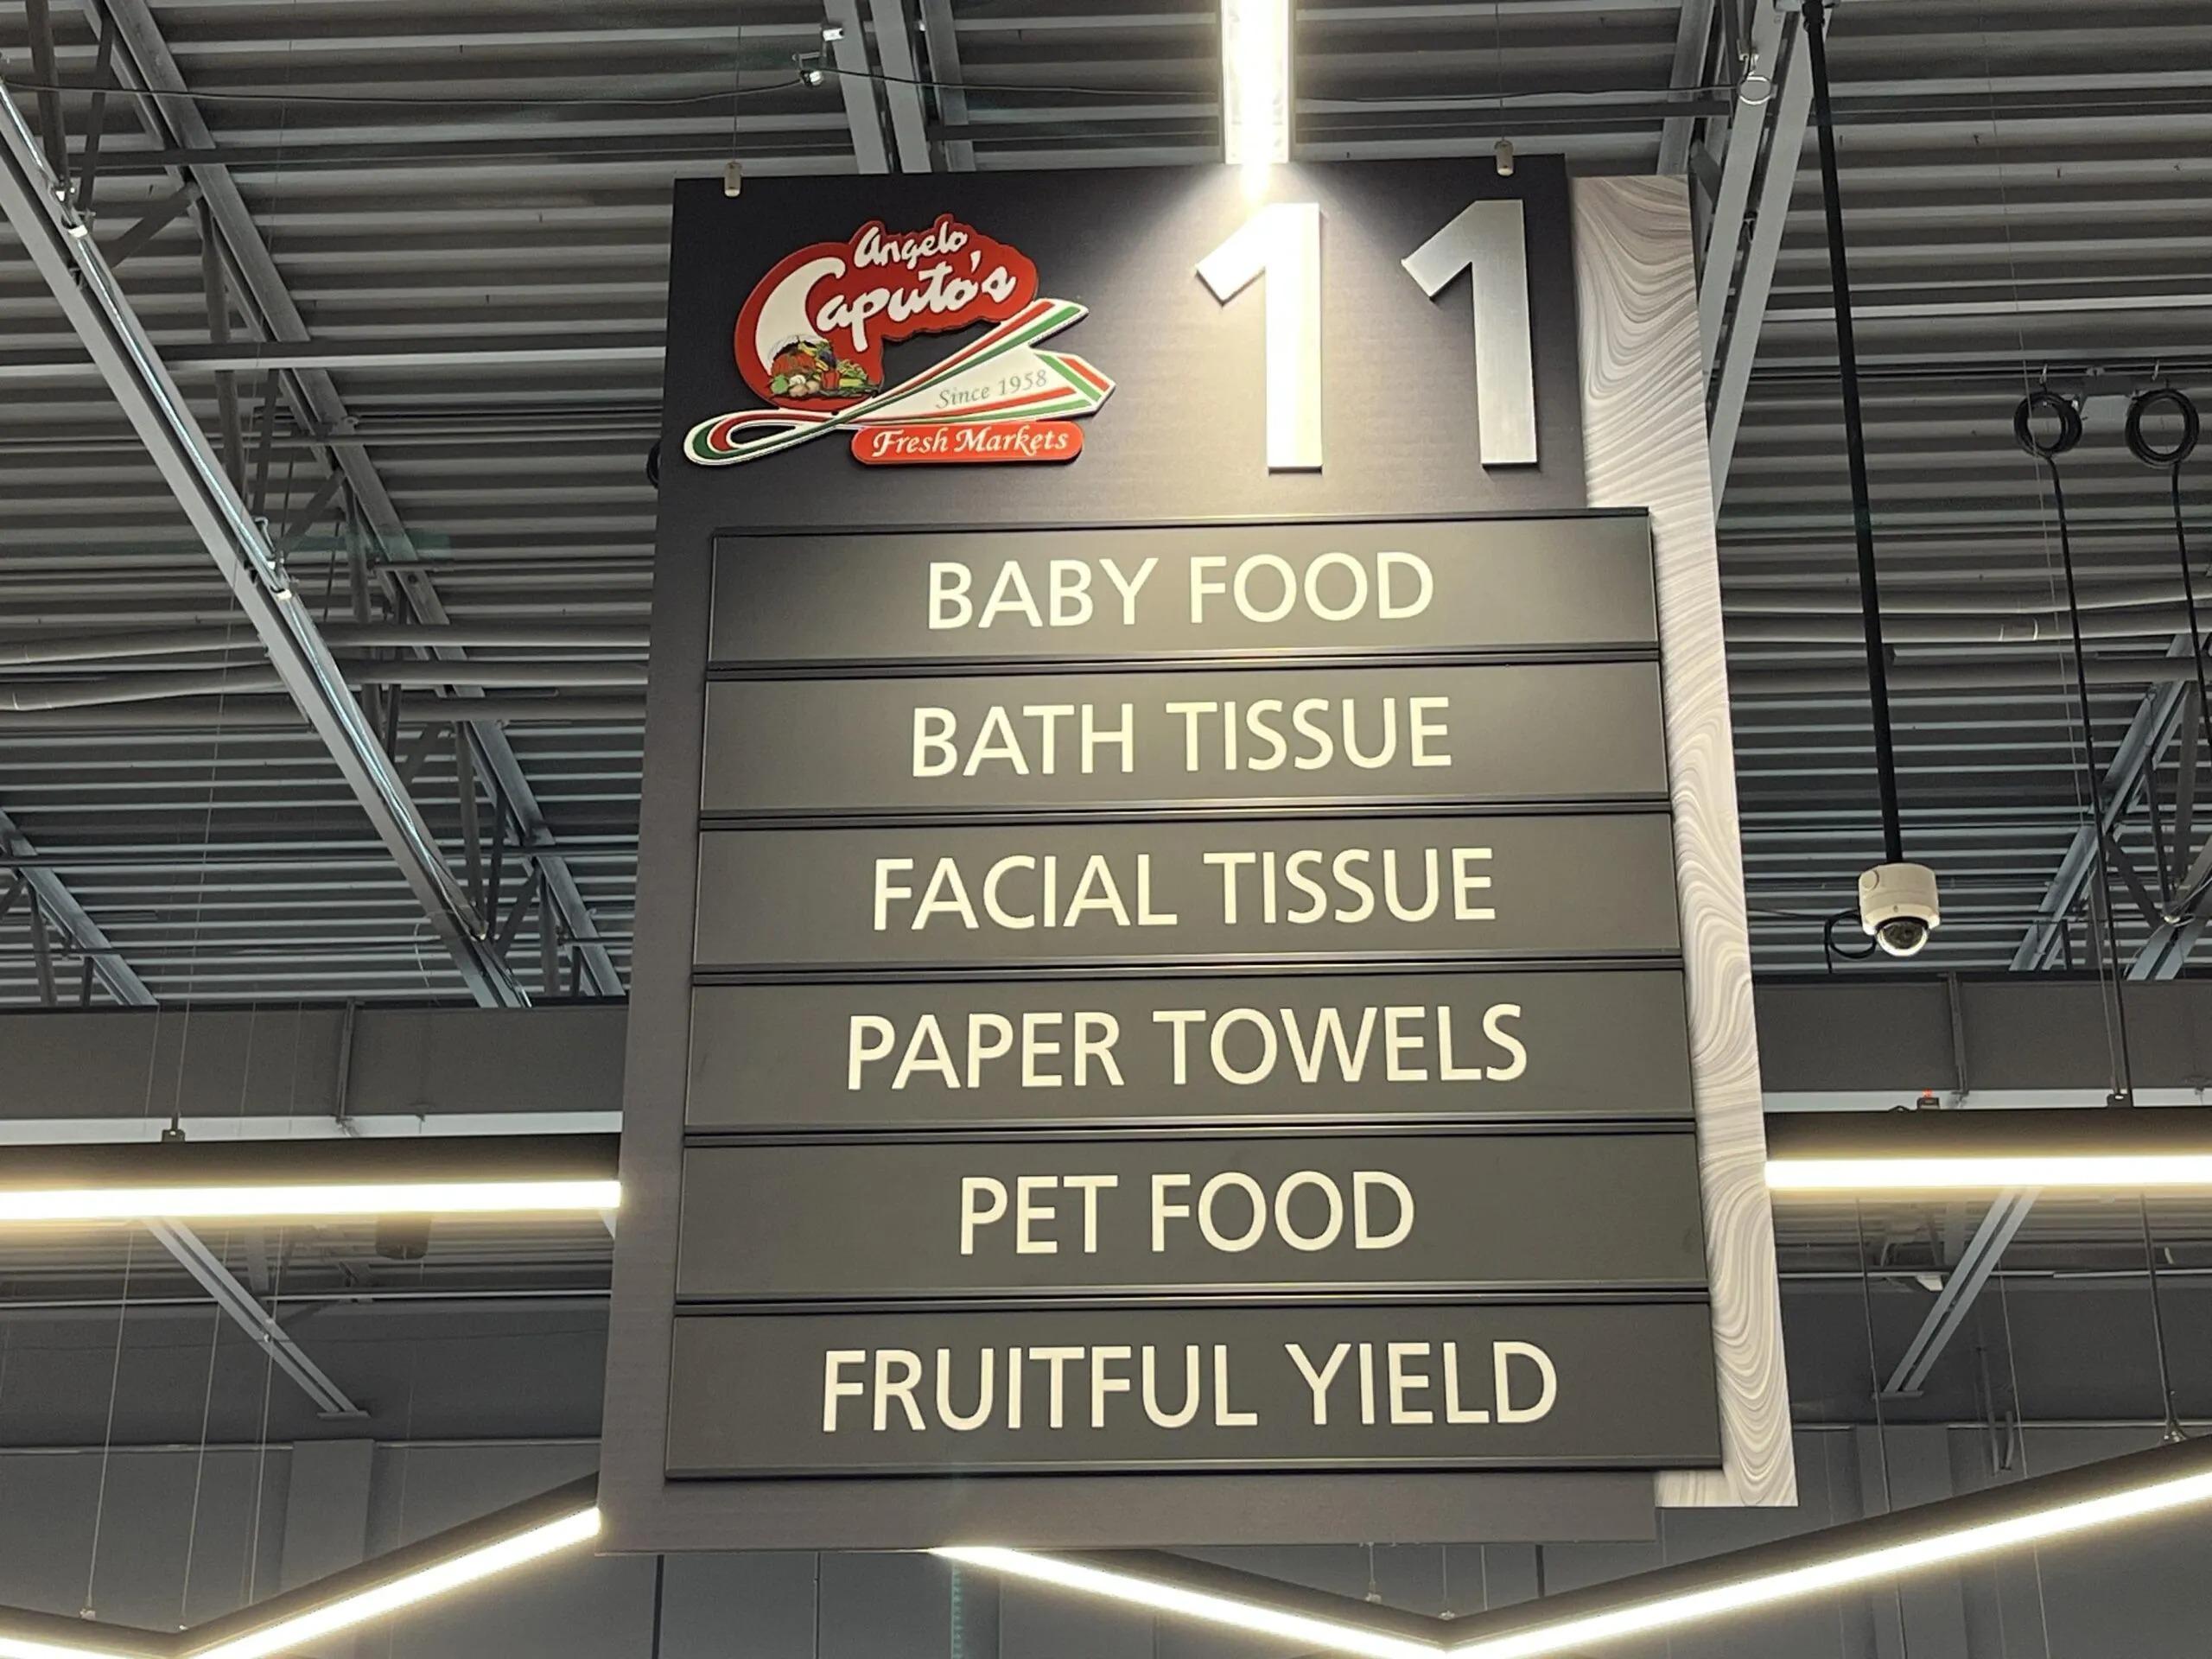 Angelo
Caputo's
11
Since 1958
Fresh Markets
BABY FOOD
BATH TISSUE
FACIAL TISSUE
PAPER TOWELS
PET FOOD
FRUITFUL YIELD